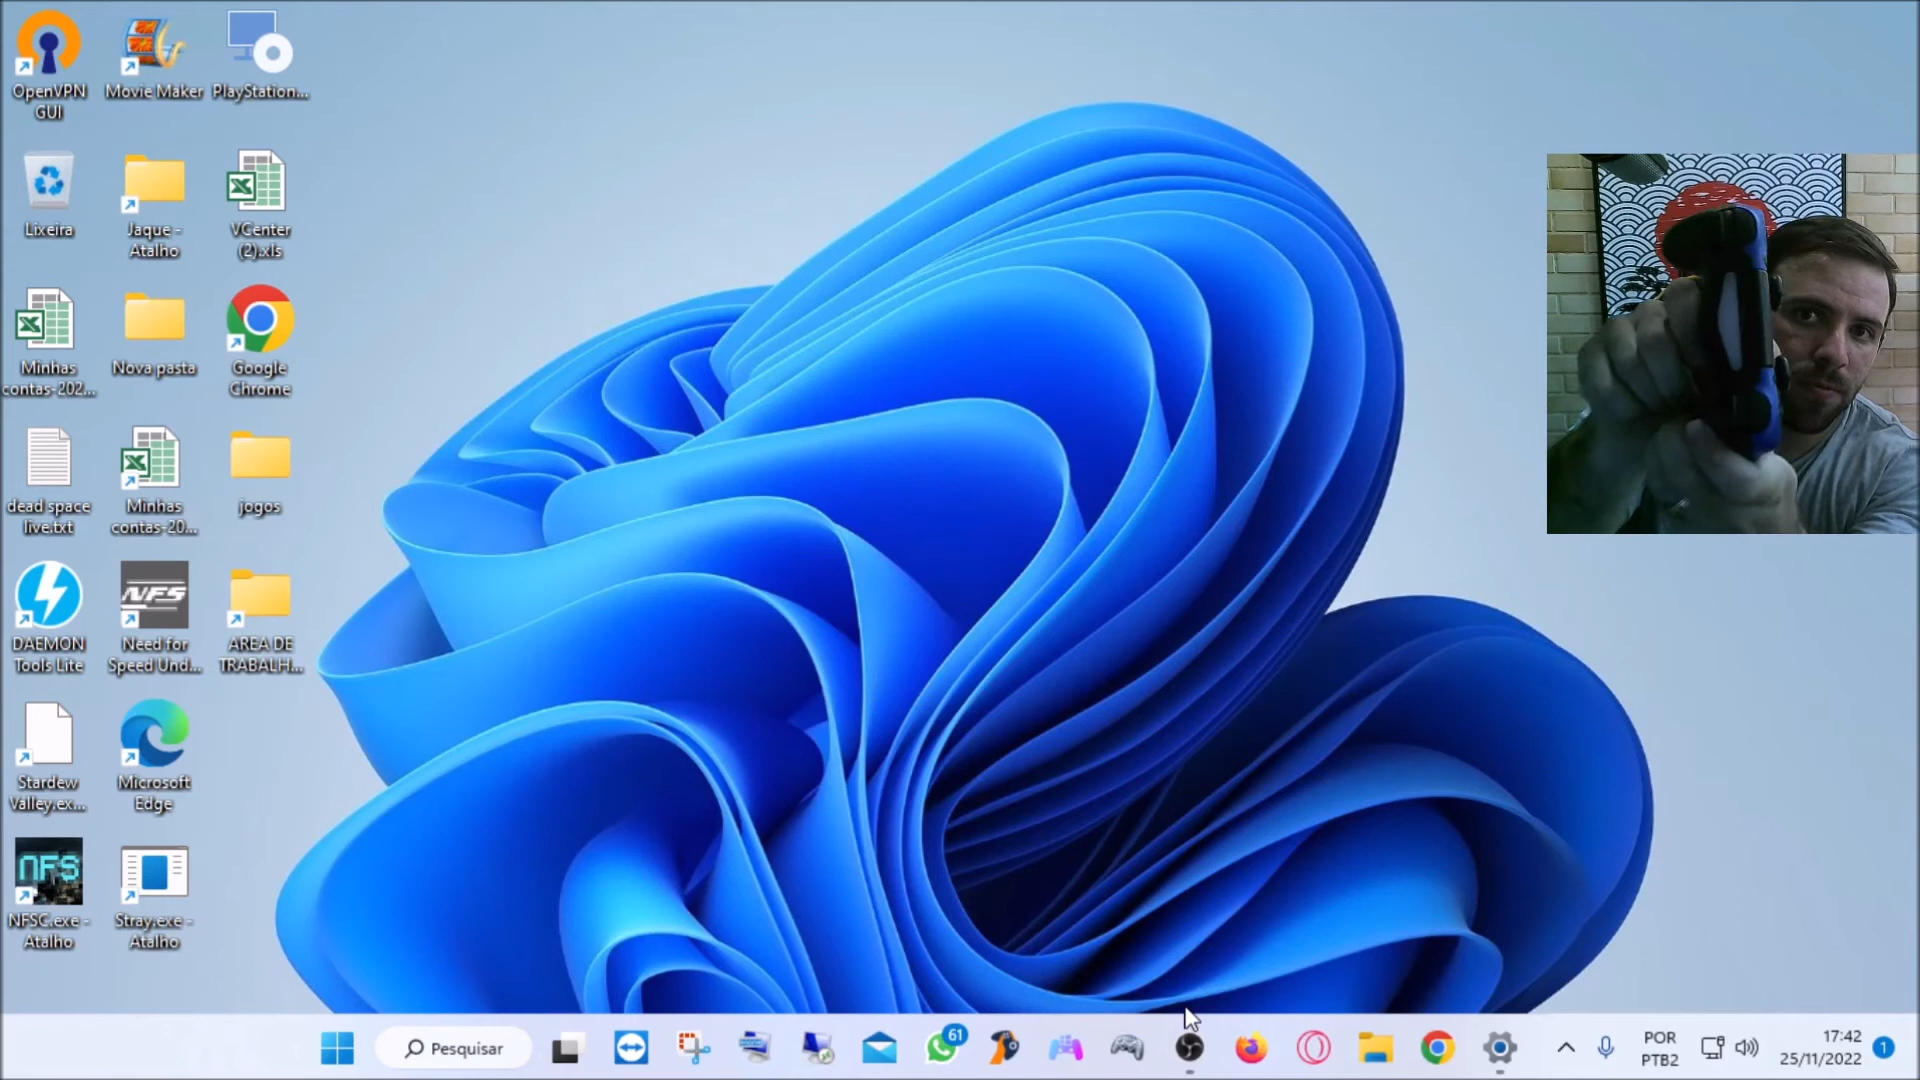 OpenVPN
GUI
Movie Maker
PlayStation...
Lixeira
Jaque -
Atalho
VCenter
(2).xls
Minhas
contas-202...
Nova pasta
Google
Chrome
dead space
live.txt
Minhas
contas-20...
jogos
DAEMON
Tools Lite
NFS
Need for
Speed Und...
AREA DE
TRABALH...
Stardew
Valley.ex...
Microsoft
Edge
NFS
NFSC.exe -
Atalho
Stray.exe -
Atalho
Pesquisar
61
POR
PTB2
17:42
25/11/2022
1